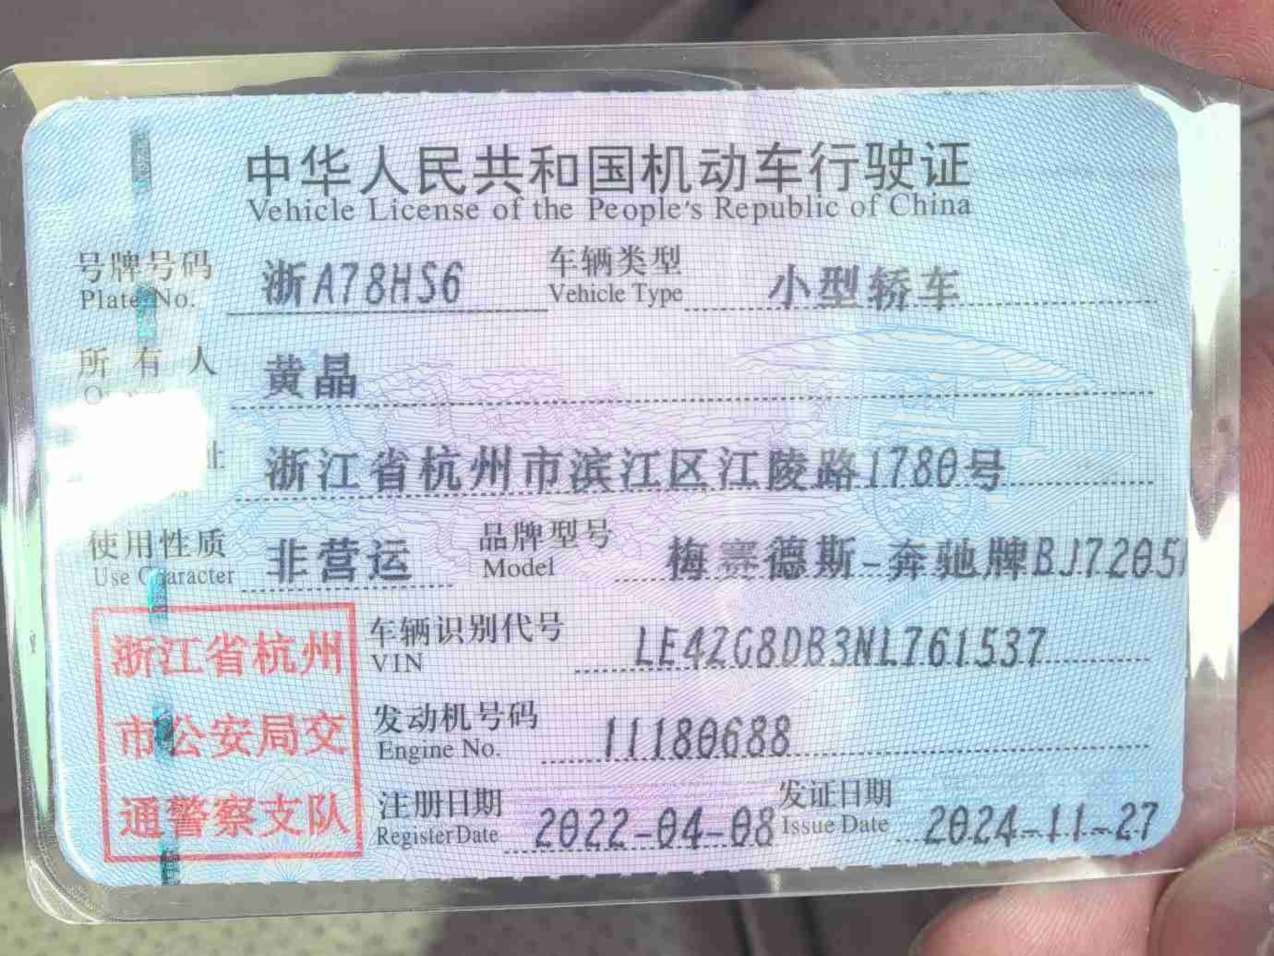 中华人民共和国机动车行驶证
Vehicle License of the People's Republic of China
号牌号码 浙A78HS6 车辆类型 小型轿车
Plate No. Vehicle Type
所有人 黄晶
址 浙江省杭州市滨江区江陵路1780号
使用性质 非营运 品牌型号 梅赛德斯-奔驰牌BJ7205
Use Character Model
浙江省杭州 车辆识别代号 LE4ZG8DB3NL761537
VIN
市公安局交 发动机号码 11180688
Engine No.
通警察支队 注册日期 2022-04-08 发证日期 2024-11-27
Register Date Issue Date